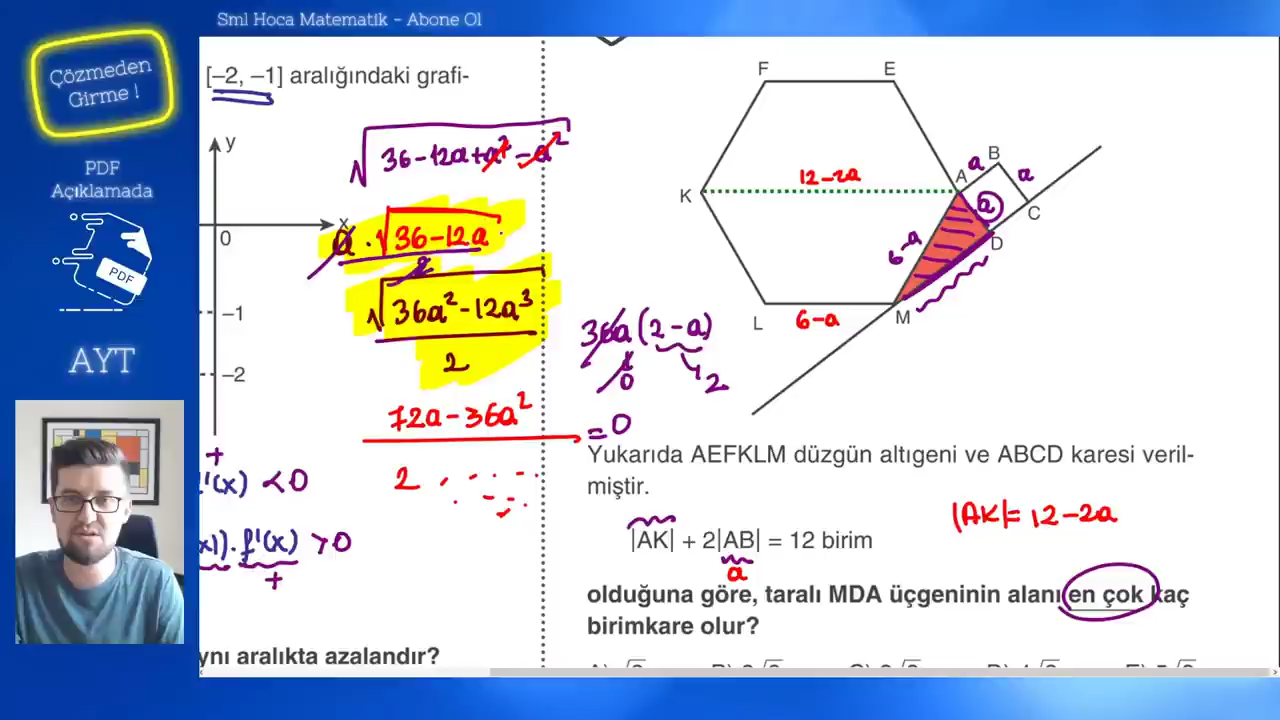 Sml Hoca Matematik - Abone Ol
Çözmeden
Girme !
PDF
Açıklamada
PDF
AYT
[−2, −1] aralığındaki grafi-
y
x
0
−1
−2
√36-12a+a²-a²
a.√36-12a
2
√36a²-12a³
2
72a-36a²
2
36a(2-a)
0
2
=0
+
f'(x) <0
. f'(x) >0
+
ynı aralıkta azalandır?
F
E
K
12-2a
A
a
B
a
a
C
D
6-a
L
6-a
M
Yukarıda AEFKLM düzgün altıgeni ve ABCD karesi veril-
miştir.
|AK|= 12-2a
|AK| + 2|AB| = 12 birim
a
olduğuna göre, taralı MDA üçgeninin alanı en çok kaç
birimkare olur?